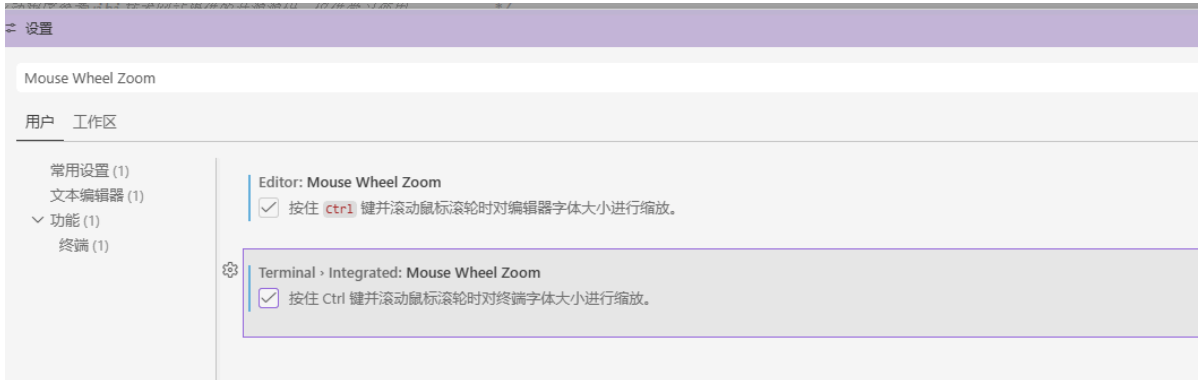 设置
Mouse Wheel Zoom
用户 工作区
常用设置 (1)
文本编辑器 (1)
功能 (1)
终端 (1)
Editor: Mouse Wheel Zoom
按住 Ctrl 键并滚动鼠标滚轮时对编辑器字体大小进行缩放。
Terminal › Integrated: Mouse Wheel Zoom
按住 Ctrl 键并滚动鼠标滚轮时对终端字体大小进行缩放。